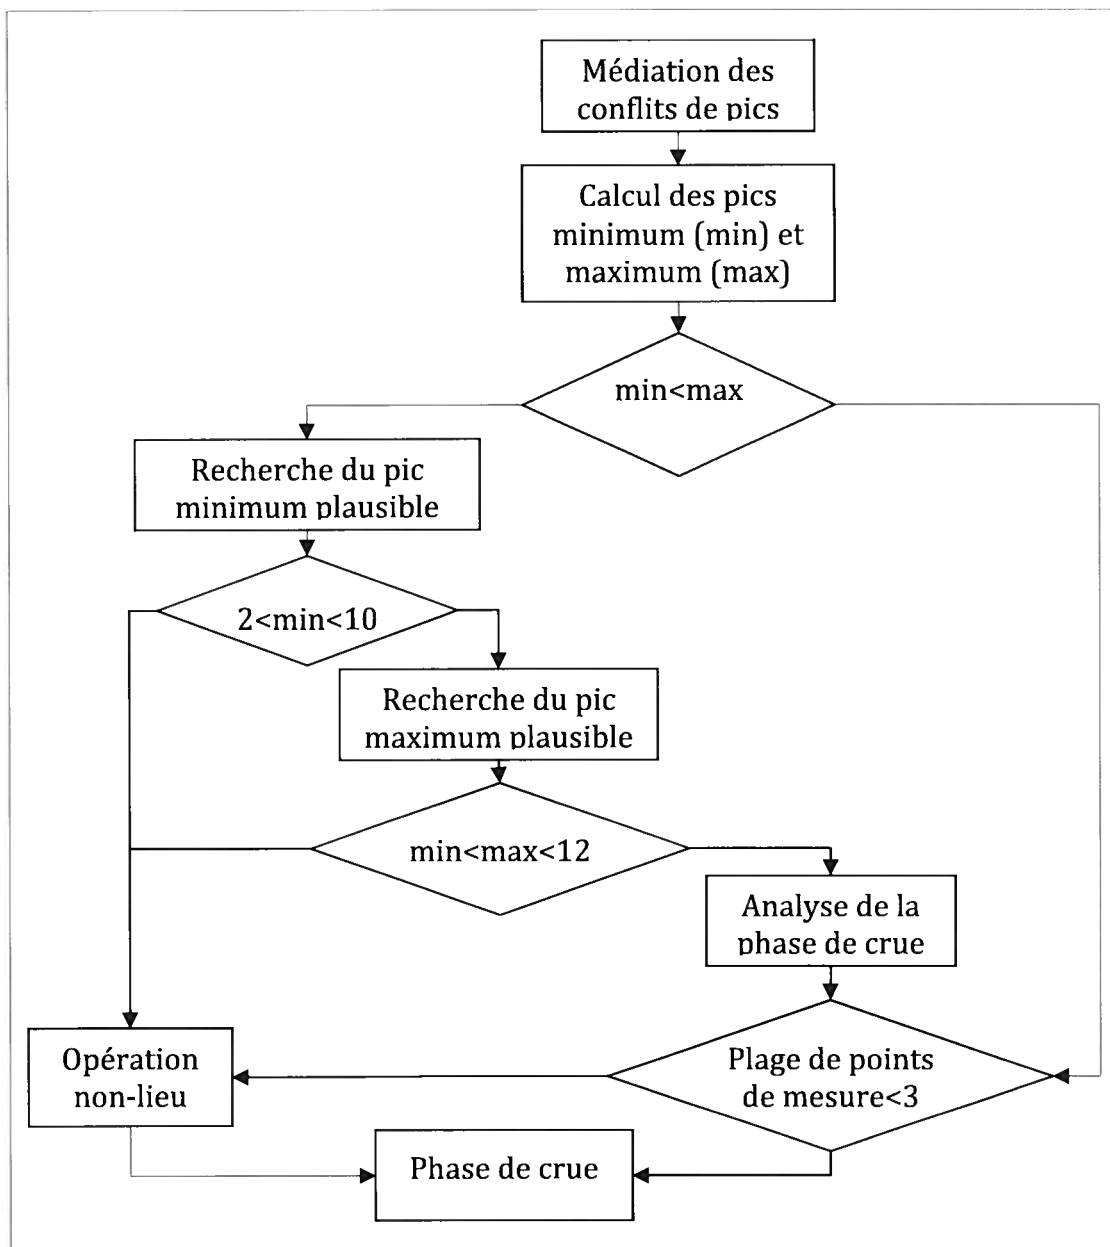 Médiation des
conflits de pics
Calcul des pics
minimum (min) et
maximum (max)
min<max
Recherche du pic
minimum plausible
2<min<10
Recherche du pic
maximum plausible
min<max<12
Analyse de la
phase de crue
Opération
non-lieu
Plage de points
de mesure<3
Phase de crue